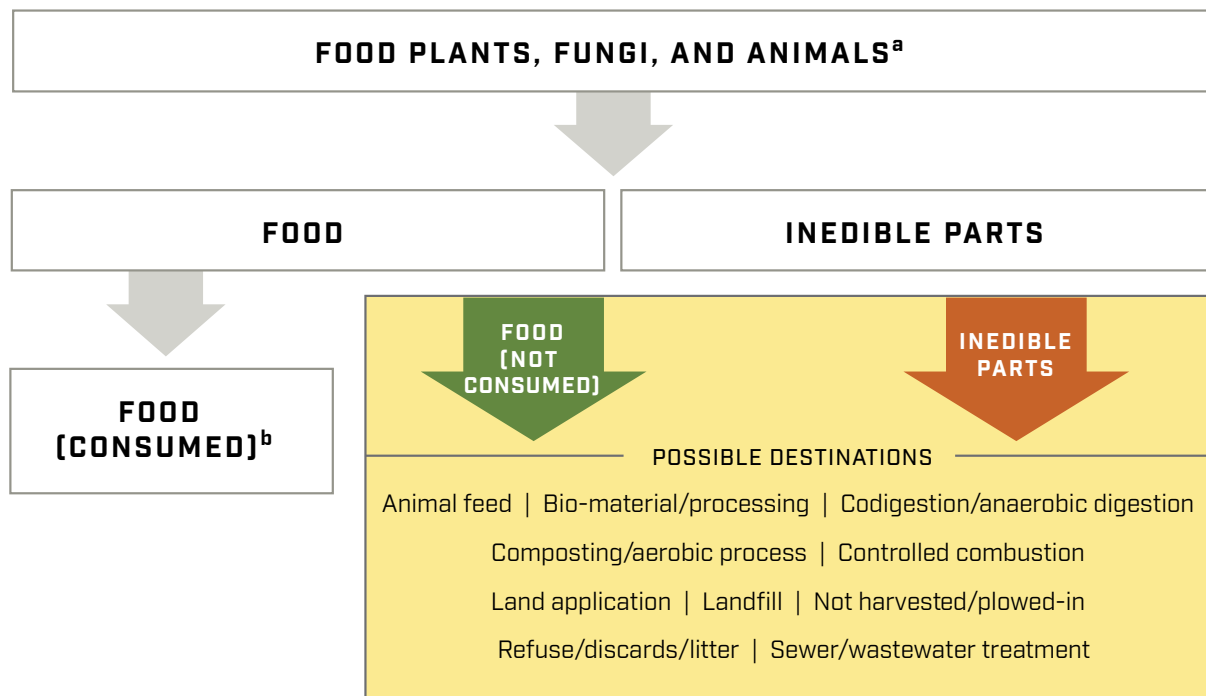 FOOD PLANTS, FUNGI, AND ANIMALSᵃ
FOOD
INEDIBLE PARTS
FOOD
(CONSUMED)ᵇ
FOOD
(NOT
CONSUMED)
INEDIBLE
PARTS
POSSIBLE DESTINATIONS
Animal feed | Bio-material/processing | Codigestion/anaerobic digestion
Composting/aerobic process | Controlled combustion
Land application | Landfill | Not harvested/plowed-in
Refuse/discards/litter | Sewer/wastewater treatment